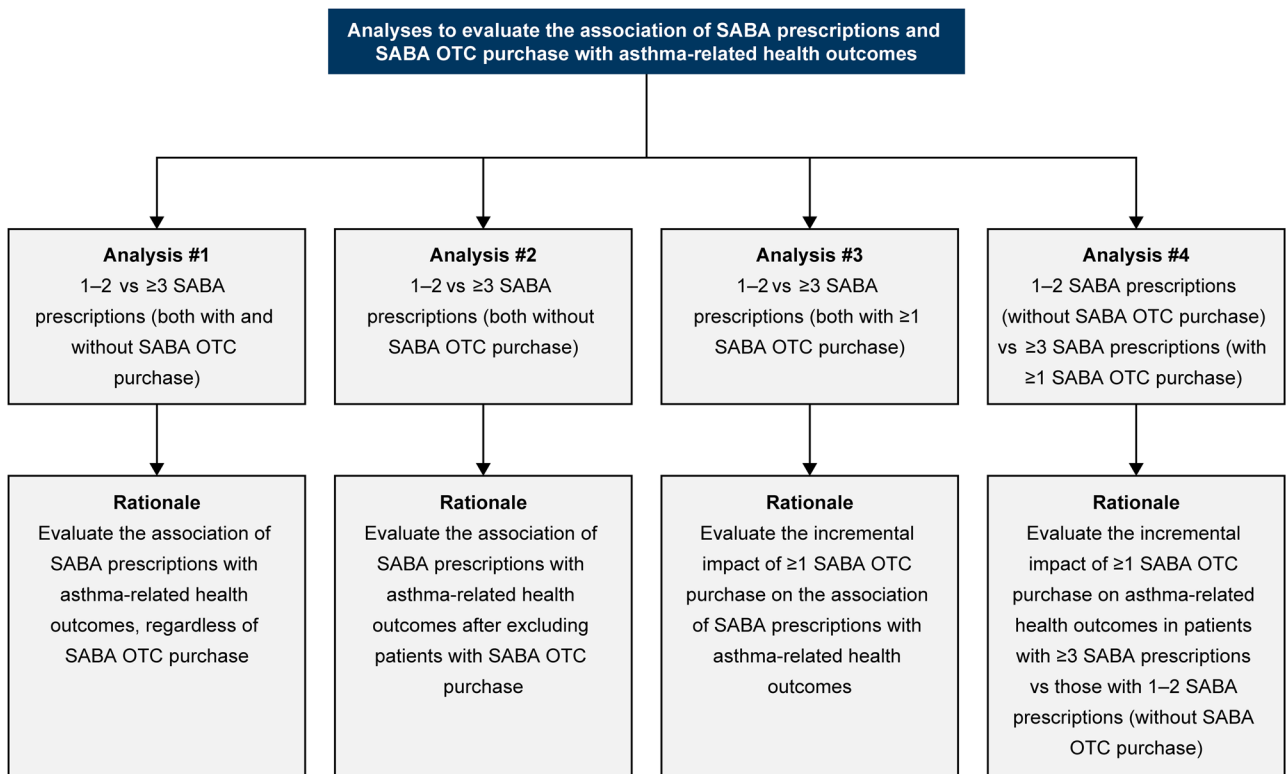 Analyses to evaluate the association of SABA prescriptions and
SABA OTC purchase with asthma-related health outcomes
Analysis #1
1–2 vs ≥3 SABA
prescriptions (both with and
without SABA OTC
purchase)
Analysis #2
1–2 vs ≥3 SABA
prescriptions (both without
SABA OTC purchase)
Analysis #3
1–2 vs ≥3 SABA
prescriptions (both with ≥1
SABA OTC purchase)
Analysis #4
1–2 SABA prescriptions
(without SABA OTC purchase)
vs ≥3 SABA prescriptions (with
≥1 SABA OTC purchase)
Rationale
Evaluate the association of
SABA prescriptions with
asthma-related health
outcomes, regardless of
SABA OTC purchase
Rationale
Evaluate the association of
SABA prescriptions with
asthma-related health
outcomes after excluding
patients with SABA OTC
purchase
Rationale
Evaluate the incremental
impact of ≥1 SABA OTC
purchase on the association
of SABA prescriptions with
asthma-related health
outcomes
Rationale
Evaluate the incremental
impact of ≥1 SABA OTC
purchase on asthma-related
health outcomes in patients
with ≥3 SABA prescriptions
vs those with 1–2 SABA
prescriptions (without SABA
OTC purchase)